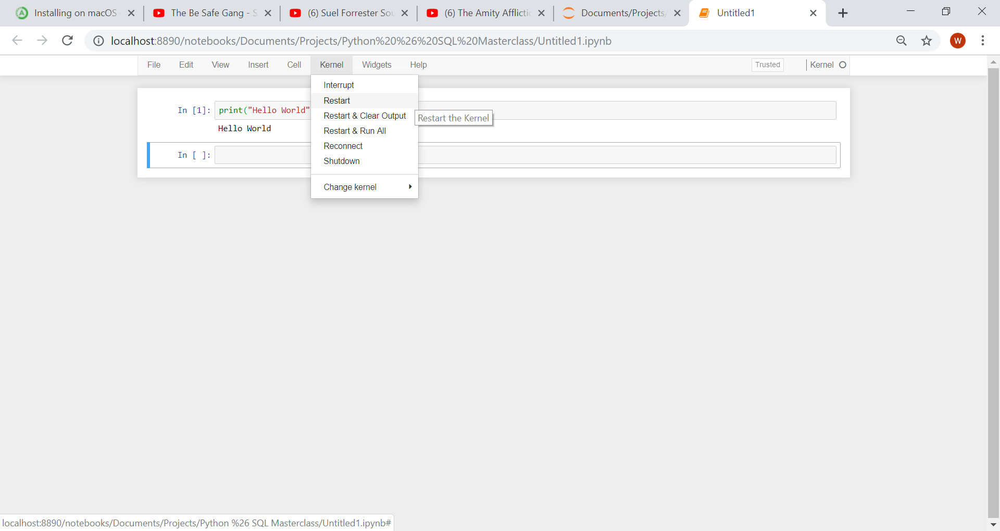 Installing on macOS
The Be Safe Gang - S
(6) Suel Forrester Sou
(6) The Amity Afflictio
Documents/Projects/
Untitled1
localhost:8890/notebooks/Documents/Projects/Python%20%26%20SQL%20Masterclass/Untitled1.ipynb
W
File Edit View Insert Cell Kernel Widgets Help
Trusted
Kernel
Interrupt
Restart
Restart & Clear Output
Restart & Run All
Reconnect
Shutdown
Change kernel
Restart the Kernel
In [1]: print("Hello World"
Hello World
In [ ]:
localhost:8890/notebooks/Documents/Projects/Python %26 SQL Masterclass/Untitled1.ipynb#